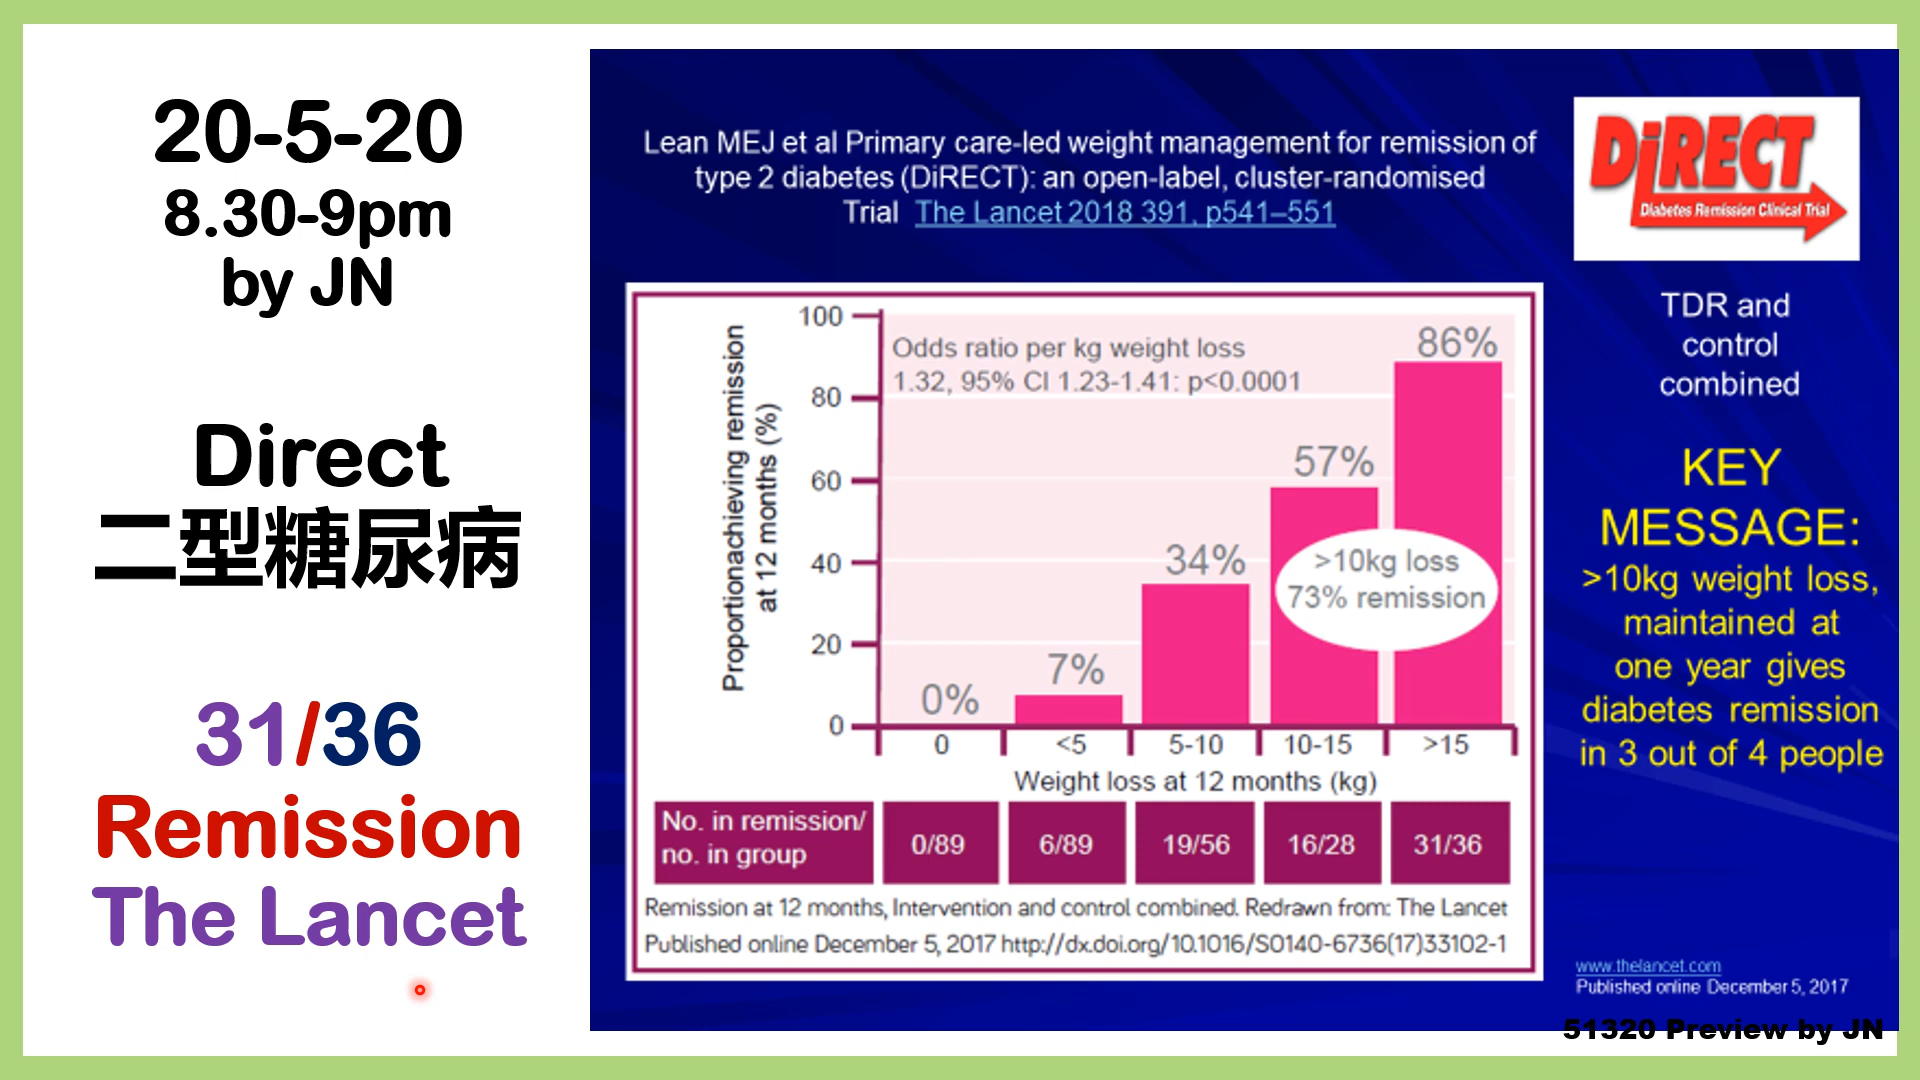 20-5-20
8.30-9pm
by JN
Direct
二型糖尿病
31/36
Remission
The Lancet
Lean MEJ et al Primary care-led weight management for remission of
type 2 diabetes (DiRECT): an open-label, cluster-randomised
Trial The Lancet 2018 391, p541–551
DiRECT
Diabetes Remission Clinical Trial
TDR and
control
combined
KEY
MESSAGE:
>10kg weight loss,
maintained at
one year gives
diabetes remission
in 3 out of 4 people
Proportionachieving remission
at 12 months (%)
100
80
60
40
20
0
Odds ratio per kg weight loss
1.32, 95% CI 1.23-1.41: p<0.0001
0%
7%
34%
57%
86%
>10kg loss
73% remission
0 <5 5-10 10-15 >15
Weight loss at 12 months (kg)
No. in remission/
no. in group
0/89 6/89 19/56 16/28 31/36
Remission at 12 months, Intervention and control combined. Redrawn from: The Lancet
Published online December 5, 2017 http://dx.doi.org/10.1016/S0140-6736(17)33102-1
www.thelancet.com
Published online December 5, 2017
51320 Preview by JN